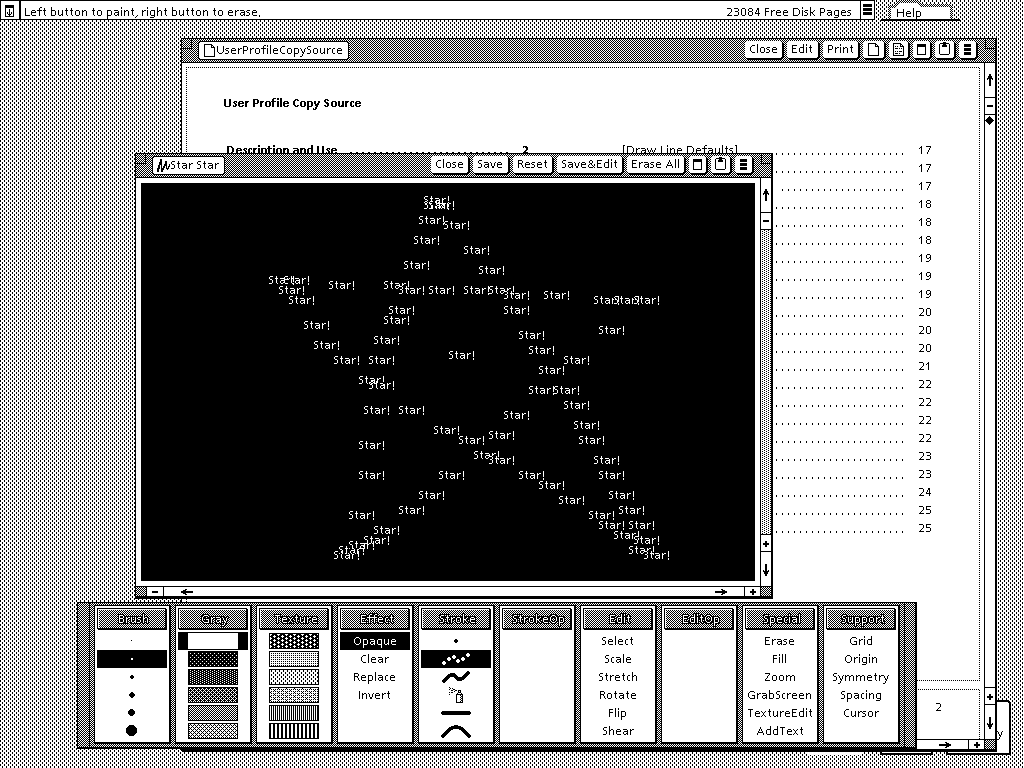 Left button to paint, right button to erase.    23084 Free Disk Pages    Help
UserProfileCopySource    Close    Edit    Print
User Profile Copy Source
Description and Use    2    [Draw Line Defaults]    17
17
17
18
18
18
19
19
19
20
20
20
21
22
22
22
22
23
23
24
25
25
2
Star Star    Close    Save    Reset    Save&Edit    Erase All
Star!
Star!
Star!
Star! Star!
Star! Star!
Star! Star!
Star! Star! Star! Star!
Star! Star! Star! Star! Star! Star!
Star! Star! Star! Star! Star! Star! Star!
Star! Star!
Star! Star! Star!
Star! Star! Star!
Star! Star! Star!
Star! Star! Star!
Star! Star!
Star! Star! Star!
Star! Star! Star!
Star! Star! Star!
Star! Star! Star!
Star! Star! Star!
Star! Star! Star! Star!
Star! Star! Star!
Star! Star! Star!
Star! Star! Star!
Star! Star! Star!
Star! Star! Star!
Star! Star!
Brush    Gray    Texture    Effect    Stroke    StrokeOp    Edit    EditOp    Special    Support
Opaque    Select    Erase    Grid
Clear    Scale    Fill    Origin
Replace    Stretch    Zoom    Symmetry
Invert    Rotate    GrabScreen    Spacing
Flip    TextureEdit    Cursor
Shear    AddText